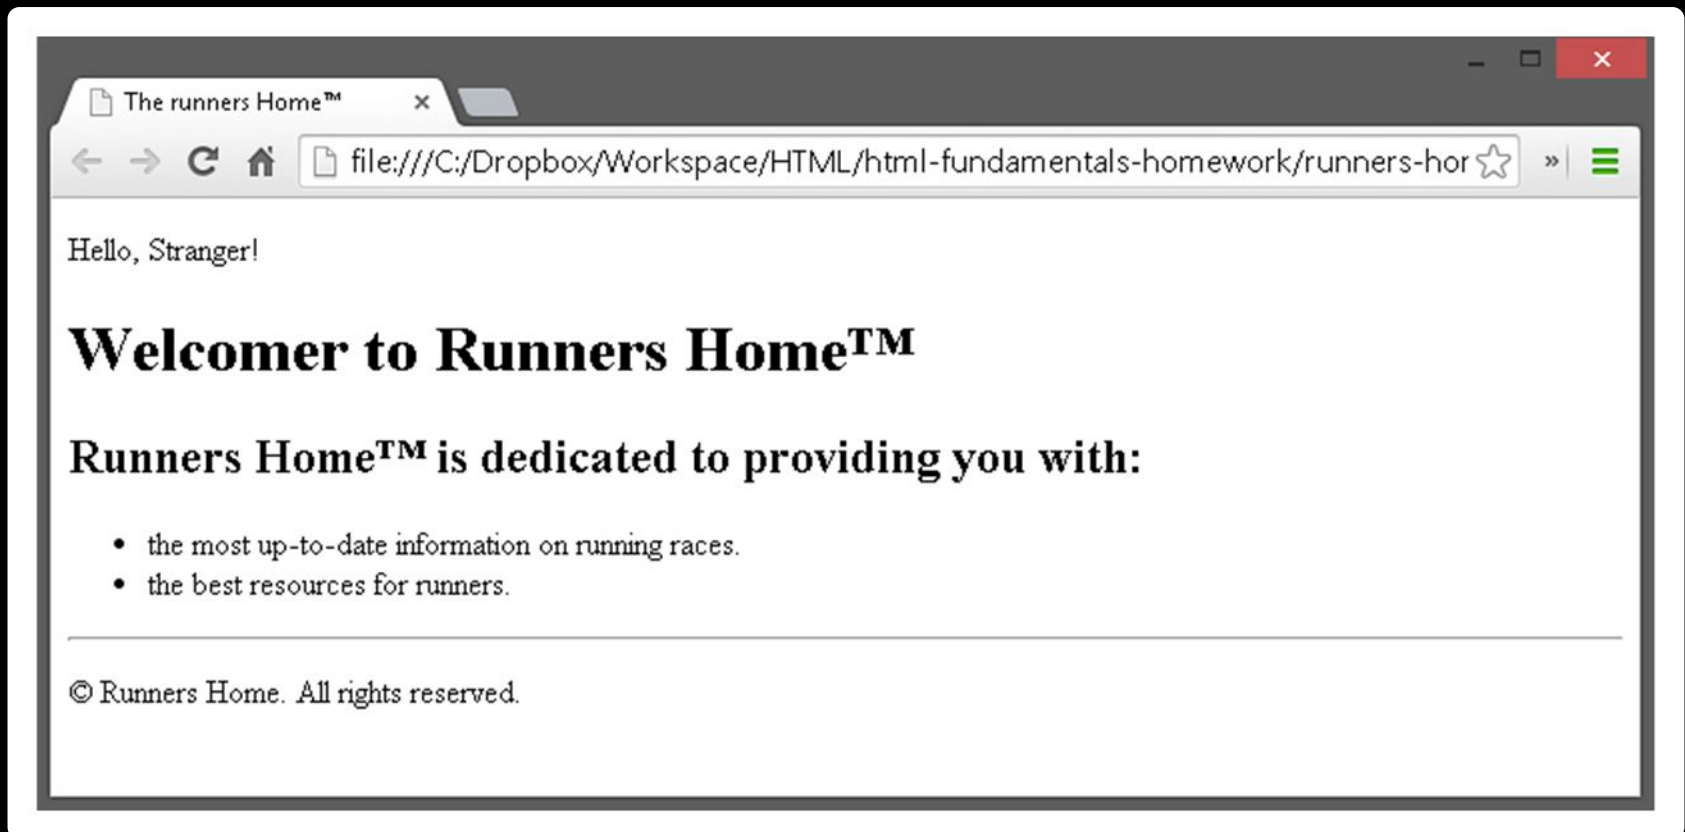 The runners Home™
file:///C:/Dropbox/Workspace/HTML/html-fundamentals-homework/runners-hor
Hello, Stranger!
Welcomer to Runners Home™
Runners Home™ is dedicated to providing you with:
• the most up-to-date information on running races.
• the best resources for runners.
© Runners Home. All rights reserved.